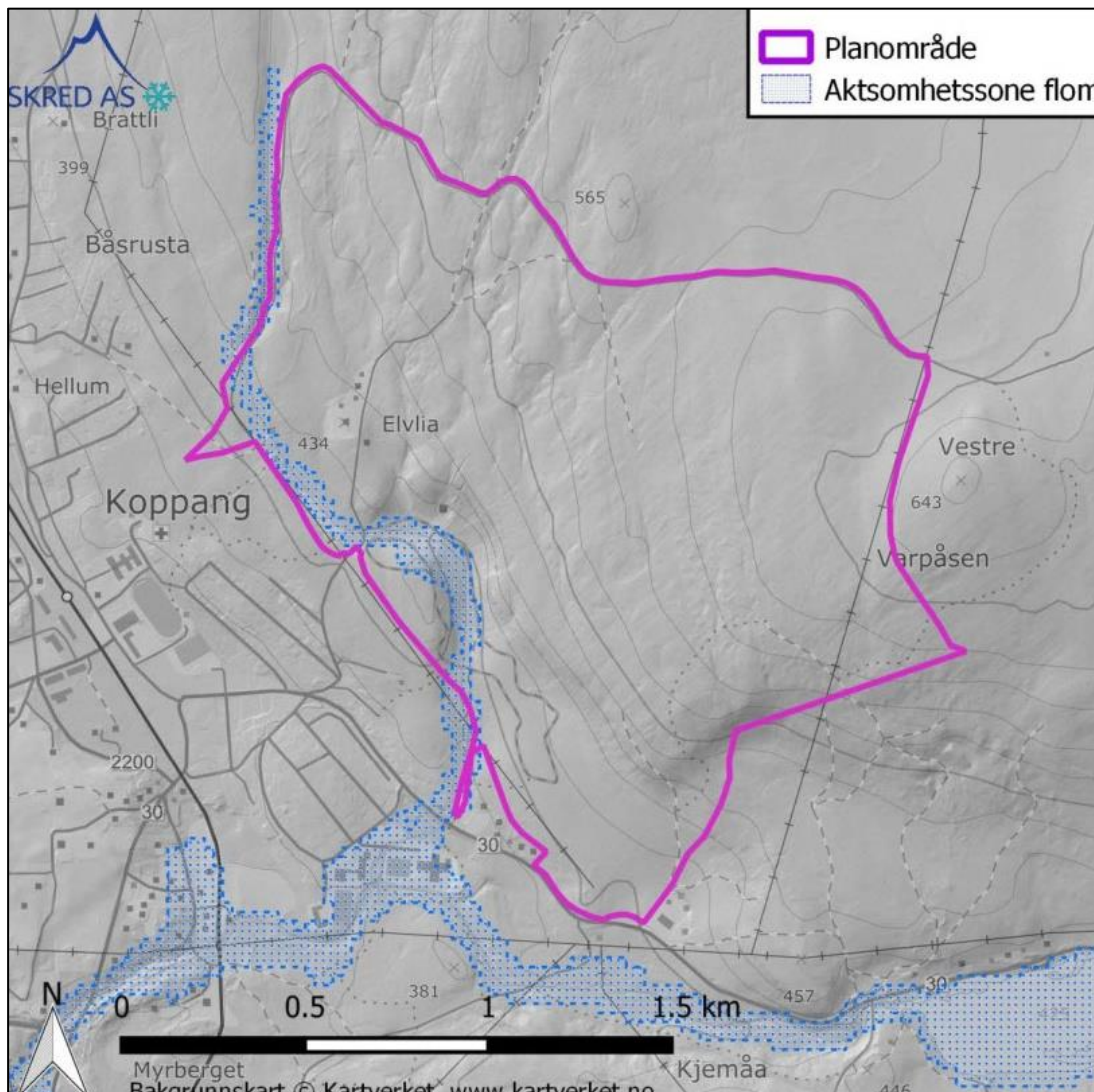 Planområde
Aktsomhetssone flom
SKRED AS
Brattli
399
565
Båsrusta
Hellum
434
Elvlia
Vestre
643
Koppang
Varpåsen
2200
30
30
30
N
0 0.5 1 1.5 km
381
457
Myrberget
Kjemåa
446
Bakgrunnskart © Kartverket, www.kartverket.no